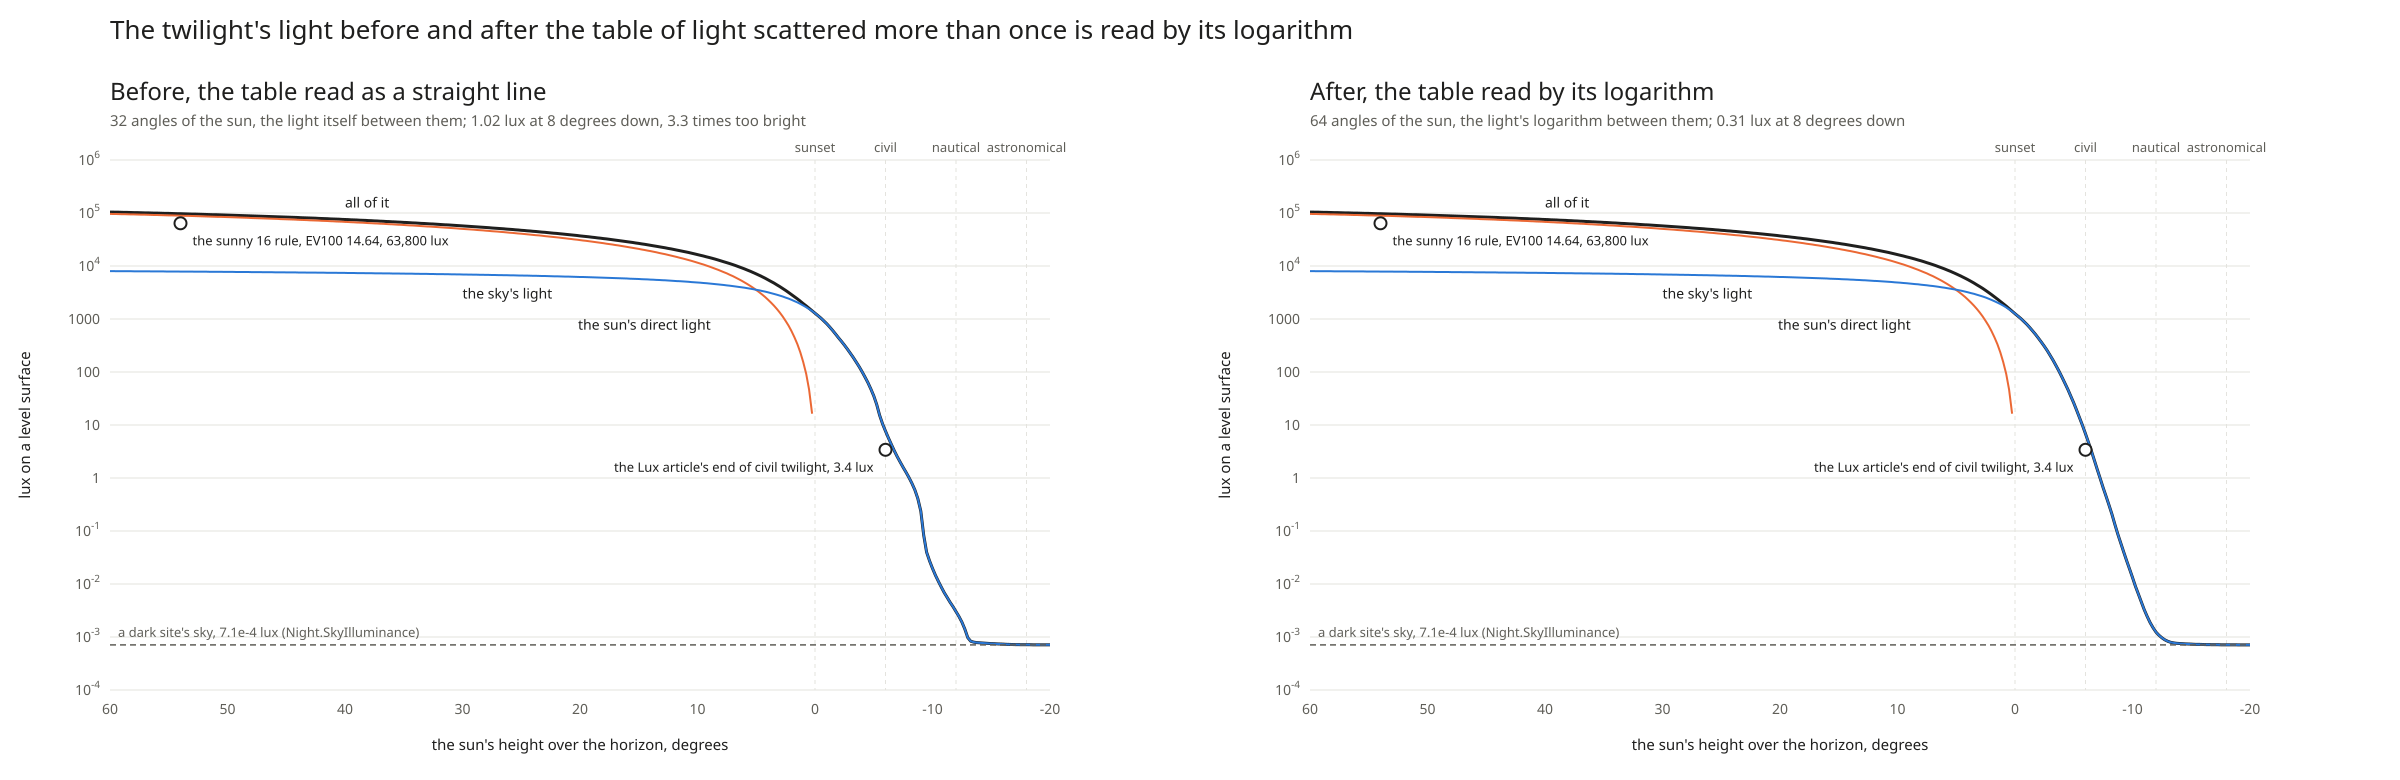 The twilight's light before and after the table of light scattered more than once is read by its logarithm
Before, the table read as a straight line
32 angles of the sun, the light itself between them; 1.02 lux at 8 degrees down, 3.3 times too bright
sunset civil nautical astronomical
10^6
10^5
10^4
1000
100
10
1
10^-1
10^-2
10^-3
10^-4
all of it
the sunny 16 rule, EV100 14.64, 63,800 lux
the sky's light
the sun's direct light
the Lux article's end of civil twilight, 3.4 lux
a dark site's sky, 7.1e-4 lux (Night.SkyIlluminance)
lux on a level surface
60 50 40 30 20 10 0 -10 -20
the sun's height over the horizon, degrees
After, the table read by its logarithm
64 angles of the sun, the light's logarithm between them; 0.31 lux at 8 degrees down
sunset civil nautical astronomical
10^6
10^5
10^4
1000
100
10
1
10^-1
10^-2
10^-3
10^-4
all of it
the sunny 16 rule, EV100 14.64, 63,800 lux
the sky's light
the sun's direct light
the Lux article's end of civil twilight, 3.4 lux
a dark site's sky, 7.1e-4 lux (Night.SkyIlluminance)
lux on a level surface
60 50 40 30 20 10 0 -10 -20
the sun's height over the horizon, degrees